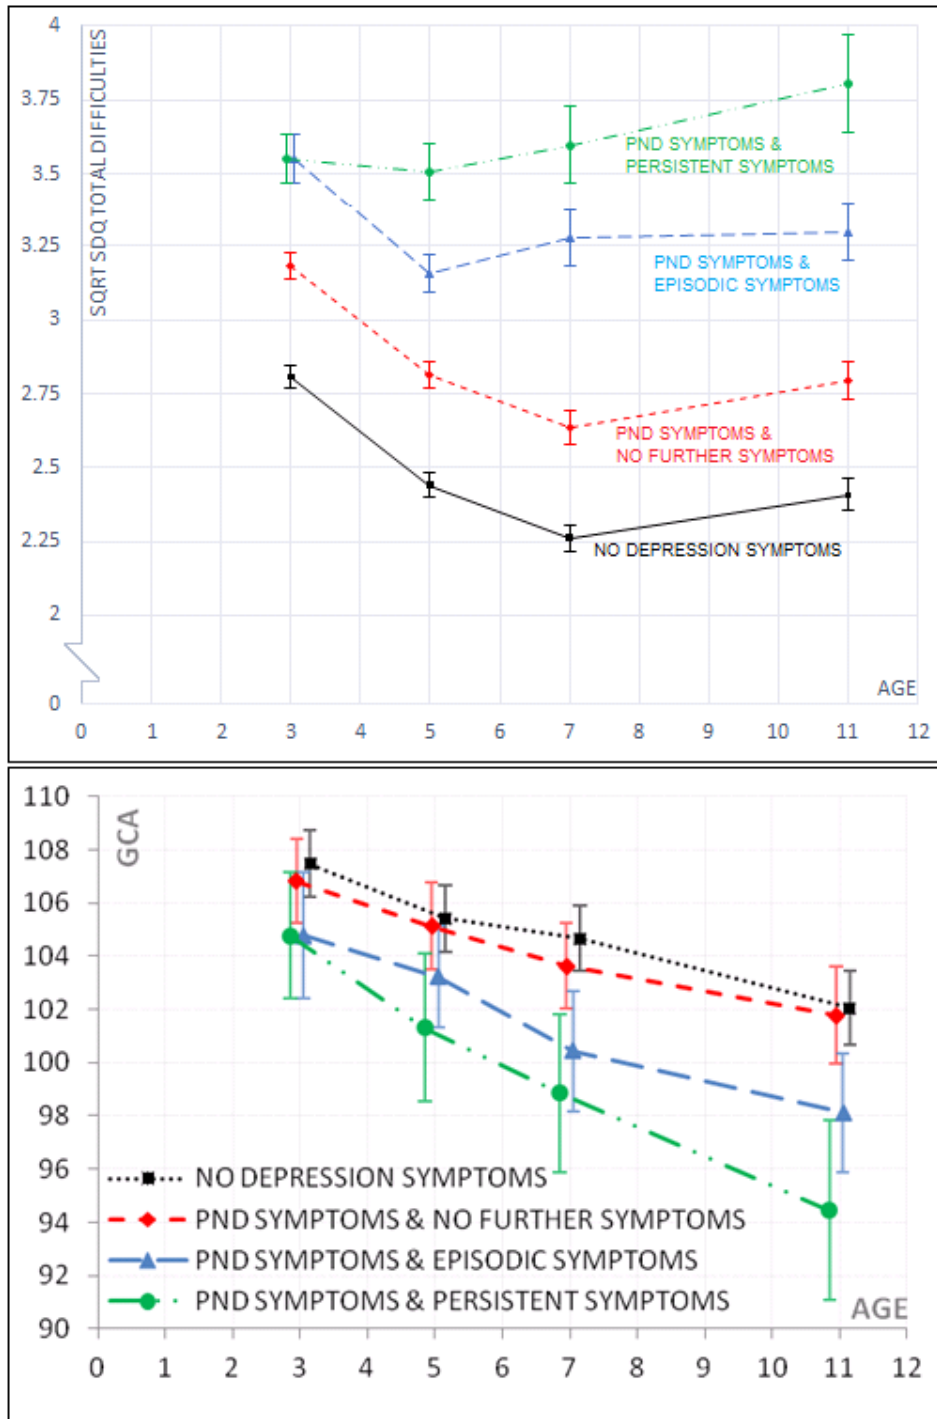 4
3.75
3.5
3.25
3
2.75
2.5
2.25
2
0
SQRT SDQ TOTAL DIFFICULTIES
PND SYMPTOMS &
PERSISTENT SYMPTOMS
PND SYMPTOMS &
EPISODIC SYMPTOMS
PND SYMPTOMS &
NO FURTHER SYMPTOMS
NO DEPRESSION SYMPTOMS
AGE
0 1 2 3 4 5 6 7 8 9 10 11 12
110
108
106
104
102
100
98
96
94
92
90
GCA
NO DEPRESSION SYMPTOMS
PND SYMPTOMS & NO FURTHER SYMPTOMS
PND SYMPTOMS & EPISODIC SYMPTOMS
PND SYMPTOMS & PERSISTENT SYMPTOMS
AGE
0 1 2 3 4 5 6 7 8 9 10 11 12